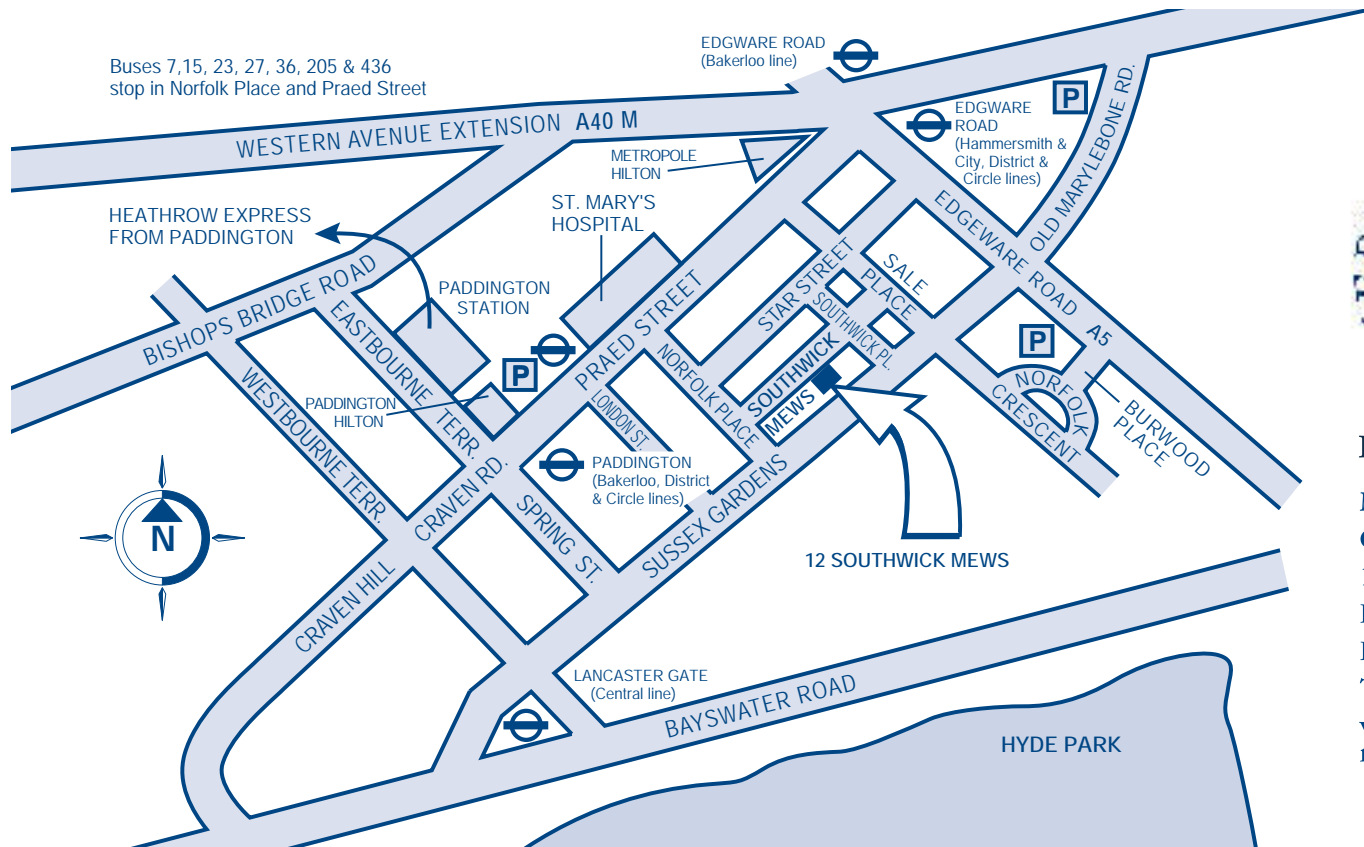 Buses 7,15, 23, 27, 36, 205 & 436
stop in Norfolk Place and Praed Street
EDGWARE ROAD
(Bakerloo line)
WESTERN AVENUE EXTENSION A40 M
P
EDGWARE
ROAD
(Hammersmith &
City, District &
Circle lines)
OLD MARYLEBONE RD.
METROPOLE
HILTON
HEATHROW EXPRESS
FROM PADDINGTON
ST. MARY'S
HOSPITAL
EDGEWARE ROAD A5
BISHOPS BRIDGE ROAD
PADDINGTON
STATION
EASTBOURNE TERR.
PRAED STREET
STAR STREET
SALE
PLACE
SOUTHWICK PL.
P
P
SOUTHWICK
MEWS
NORFOLK
CRESCENT
BURWOOD
PLACE
PADDINGTON
HILTON
LONDON ST.
NORFOLK PLACE
WESTBOURNE TERR.
CRAVEN RD.
PADDINGTON
(Bakerloo, District
& Circle lines)
SPRING ST.
SUSSEX GARDENS
N
12 SOUTHWICK MEWS
CRAVEN HILL
LANCASTER GATE
(Central line)
BAYSWATER ROAD
HYDE PARK